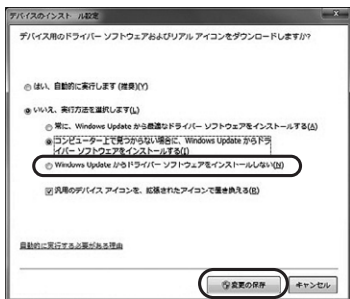 デバイスのインストール設定
デバイス用のドライバー ソフトウェアおよびリアル アイコンをダウンロードしますか?
はい、自動的に実行します (推奨)(Y)
いいえ、実行方法を選択します(L)
常に、Windows Update から最適なドライバー ソフトウェアをインストールする(A)
コンピューター上で見つからない場合に、Windows Update からドラ
イバー ソフトウェアをインストールする(I)
Windows Update からドライバー ソフトウェアをインストールしない(N)
汎用のデバイス アイコンを、拡張されたアイコンで置き換える(R)
自動的に実行する必要がある理由
変更の保存
キャンセル